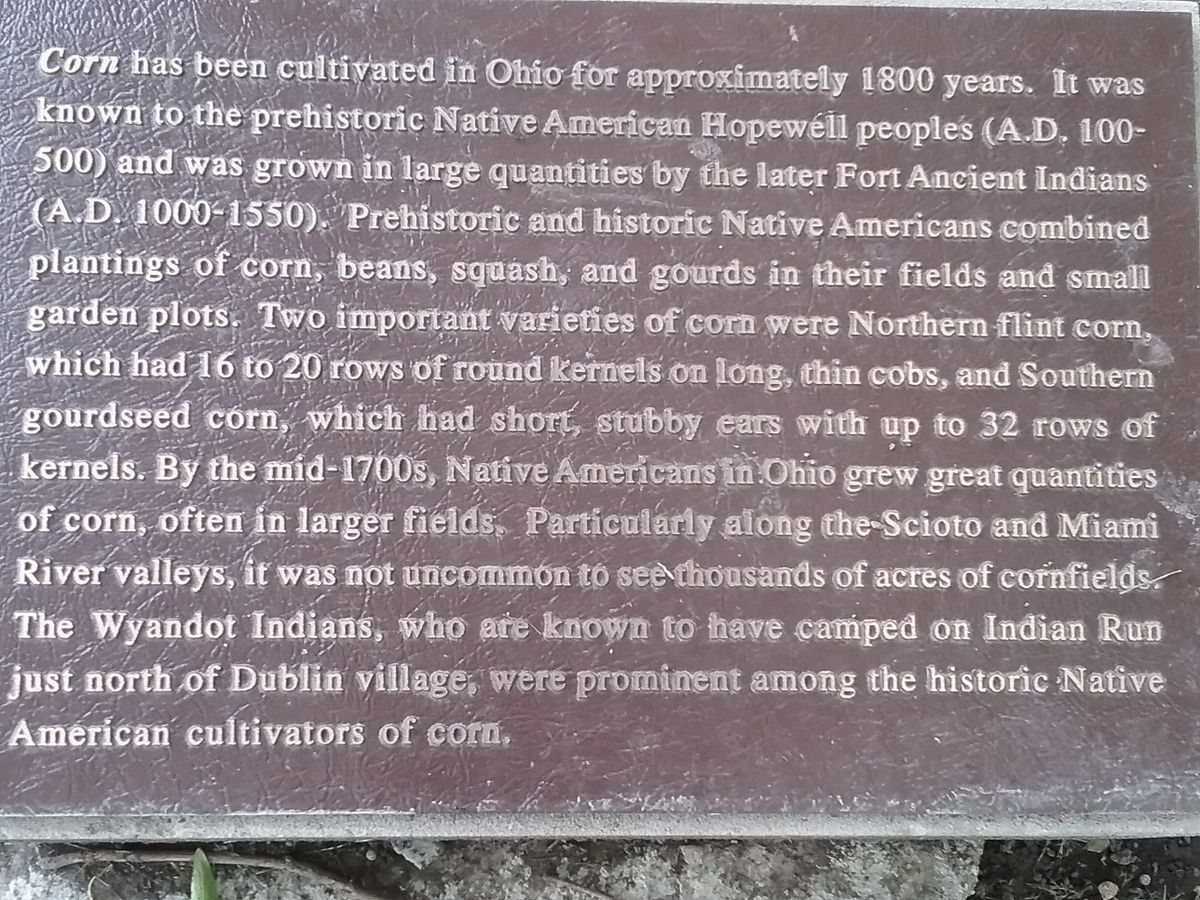 Corn has been cultivated in Ohio for approximately 1800 years. It was
known to the prehistoric Native American Hopewell peoples (A.D. 100-
500) and was grown in large quantities by the later Fort Ancient Indians
(A.D. 1000-1550). Prehistoric and historic Native Americans combined
plantings of corn, beans, squash, and gourds in their fields and small
garden plots. Two important varieties of corn were Northern flint corn,
which had 16 to 20 rows of round kernels on long, thin cobs, and Southern
gourdseed corn, which had short, stubby ears with up to 32 rows of
kernels. By the mid-1700s, Native Americans in Ohio grew great quantities
of corn, often in larger fields. Particularly along the Scioto and Miami
River valleys, it was not uncommon to see thousands of acres of cornfields.
The Wyandot Indians, who are known to have camped on Indian Run
just north of Dublin village, were prominent among the historic Native
American cultivators of corn.